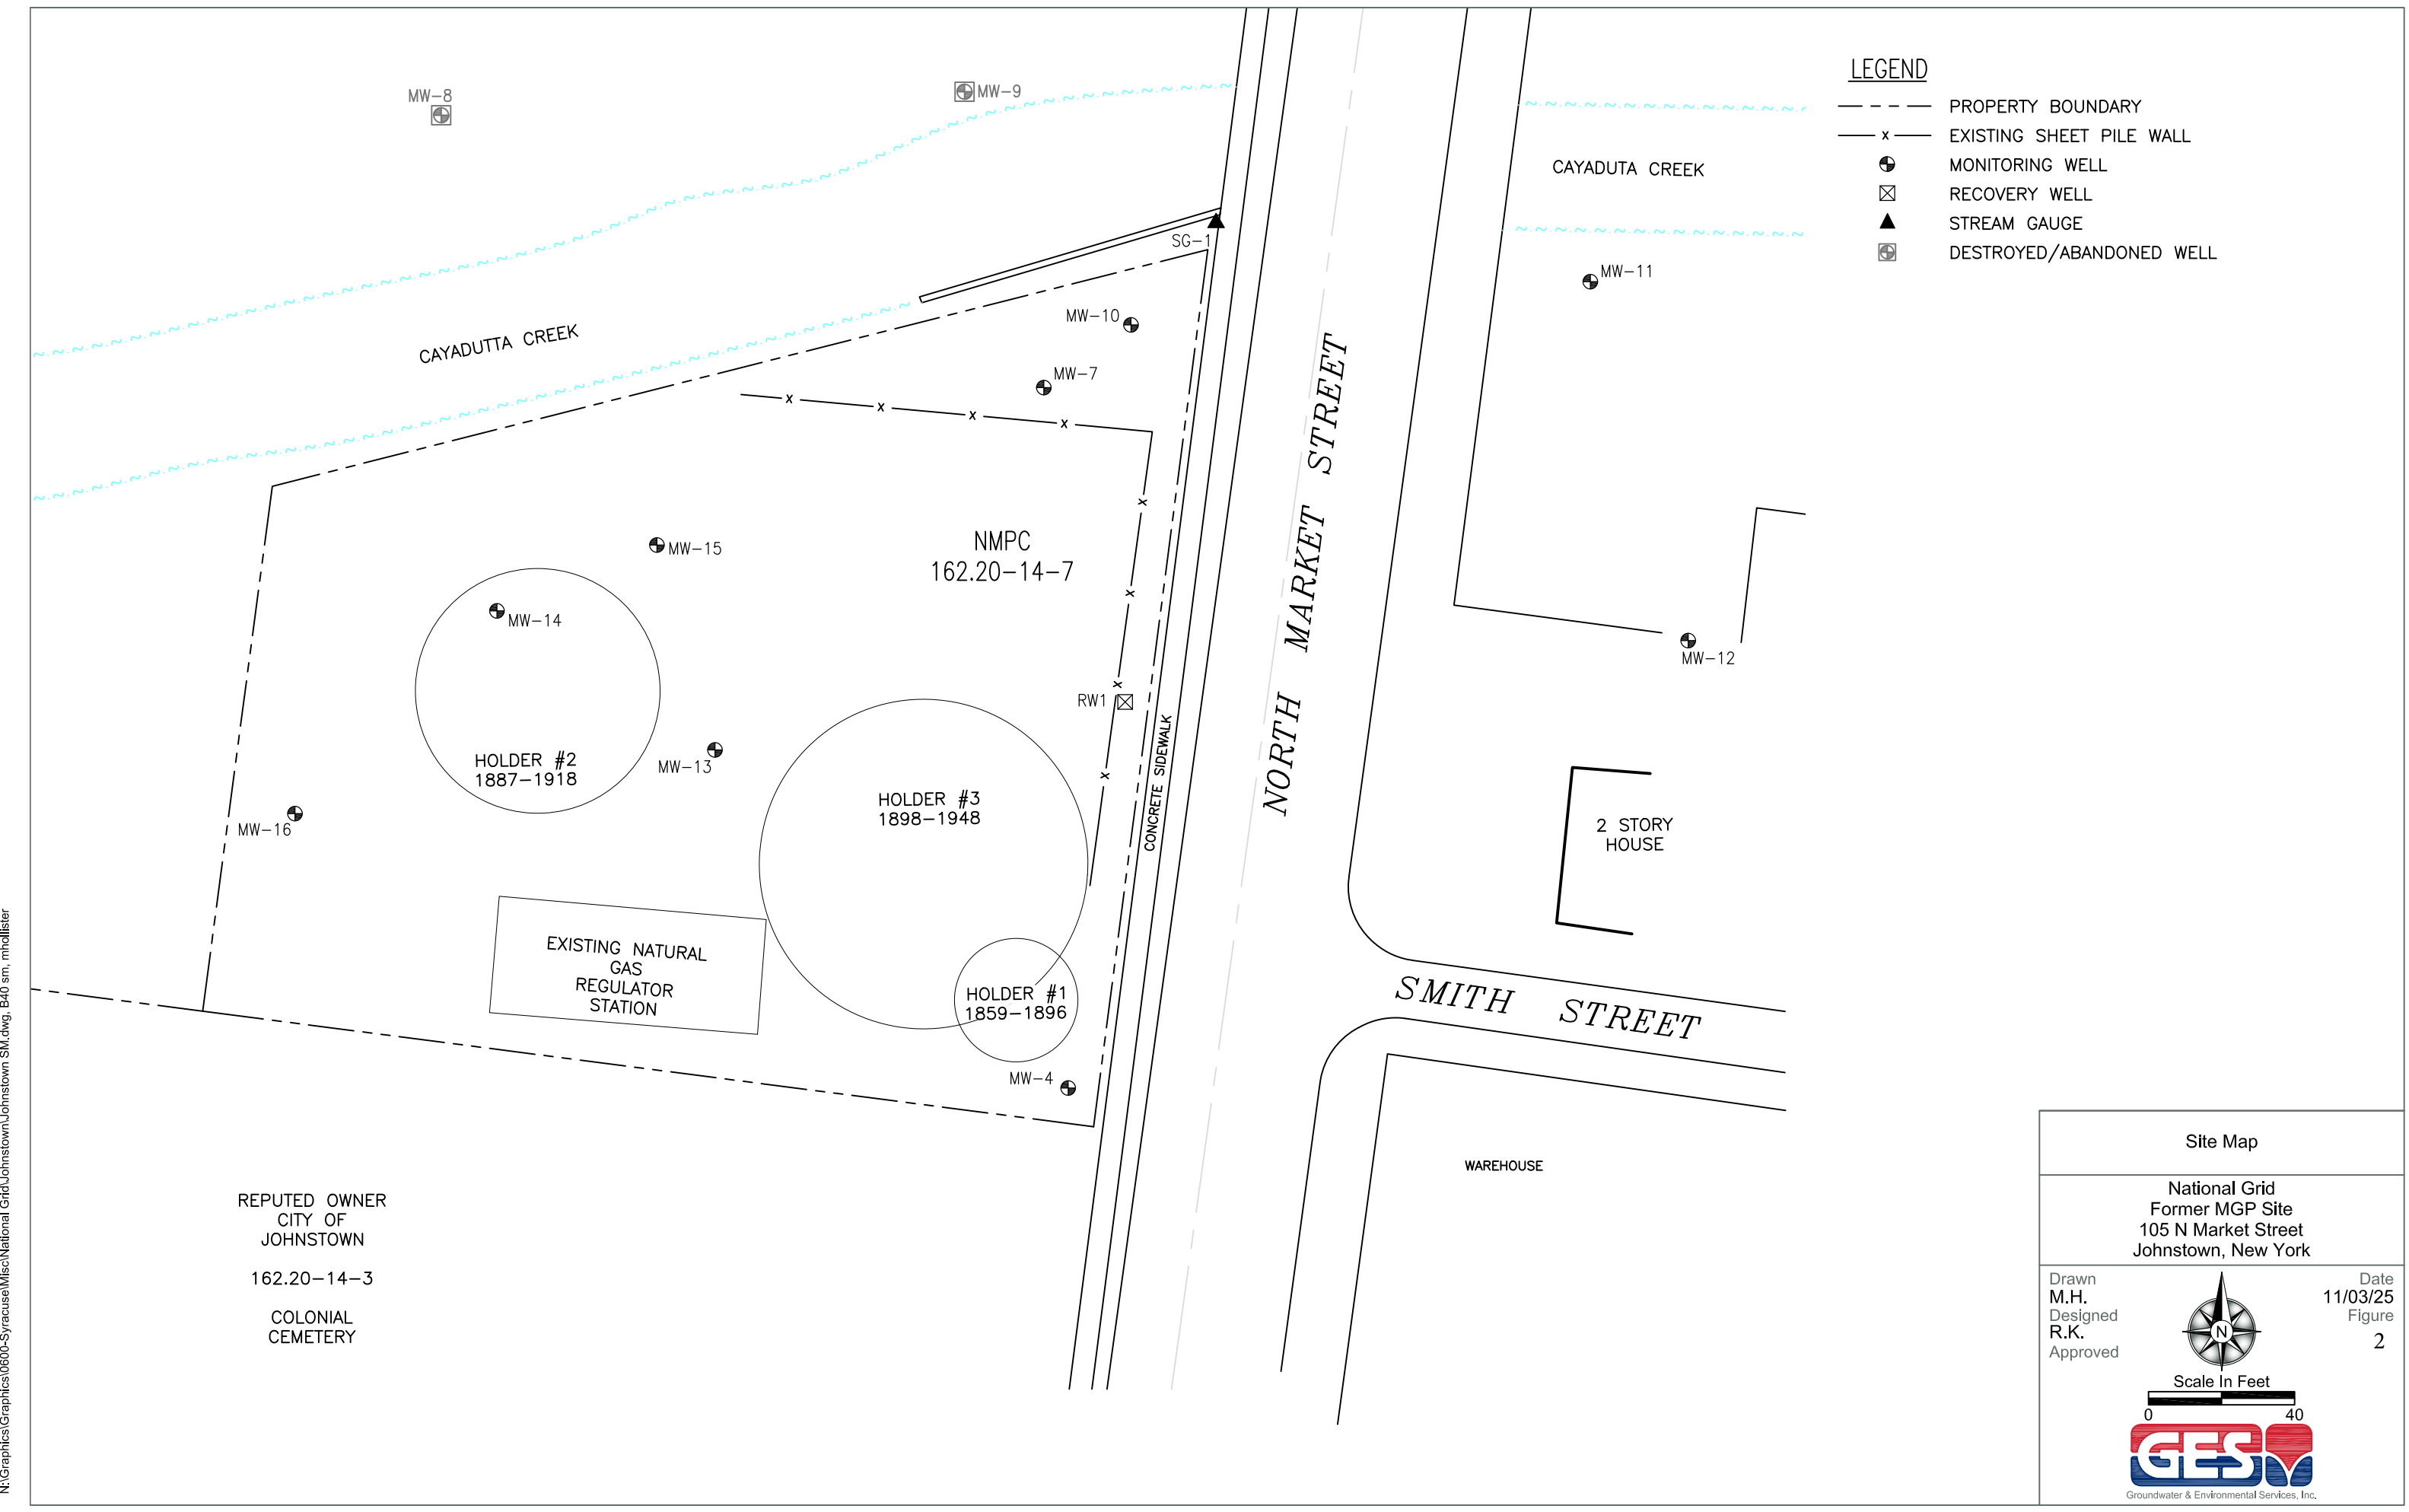 MW-8
MW-9
LEGEND
PROPERTY BOUNDARY
EXISTING SHEET PILE WALL
MONITORING WELL
RECOVERY WELL
STREAM GAUGE
DESTROYED/ABANDONED WELL
CAYADUTA CREEK
SG-1
MW-11
MW-10
CAYADUTTA CREEK
MW-7
NORTH MARKET STREET
MW-15
NMPC
162.20-14-7
MW-14
MW-12
RW1
CONCRETE SIDEWALK
HOLDER #2
1887-1918
MW-13
HOLDER #3
1898-1948
MW-16
2 STORY
HOUSE
EXISTING NATURAL
GAS
REGULATOR
STATION
HOLDER #1
1859-1896
SMITH STREET
MW-4
WAREHOUSE
REPUTED OWNER
CITY OF
JOHNSTOWN
162.20-14-3
COLONIAL
CEMETERY
Site Map
National Grid
Former MGP Site
105 N Market Street
Johnstown, New York
Drawn
M.H.
Designed
R.K.
Approved
N
Date
11/03/25
Figure
2
Scale In Feet
0 40
GES
Groundwater & Environmental Services, Inc.
N:\Graphics\Graphics\0600-Syracuse\Misc\National Grid\Johnstown\Johnstown SM.dwg, B40 sm, mhollister